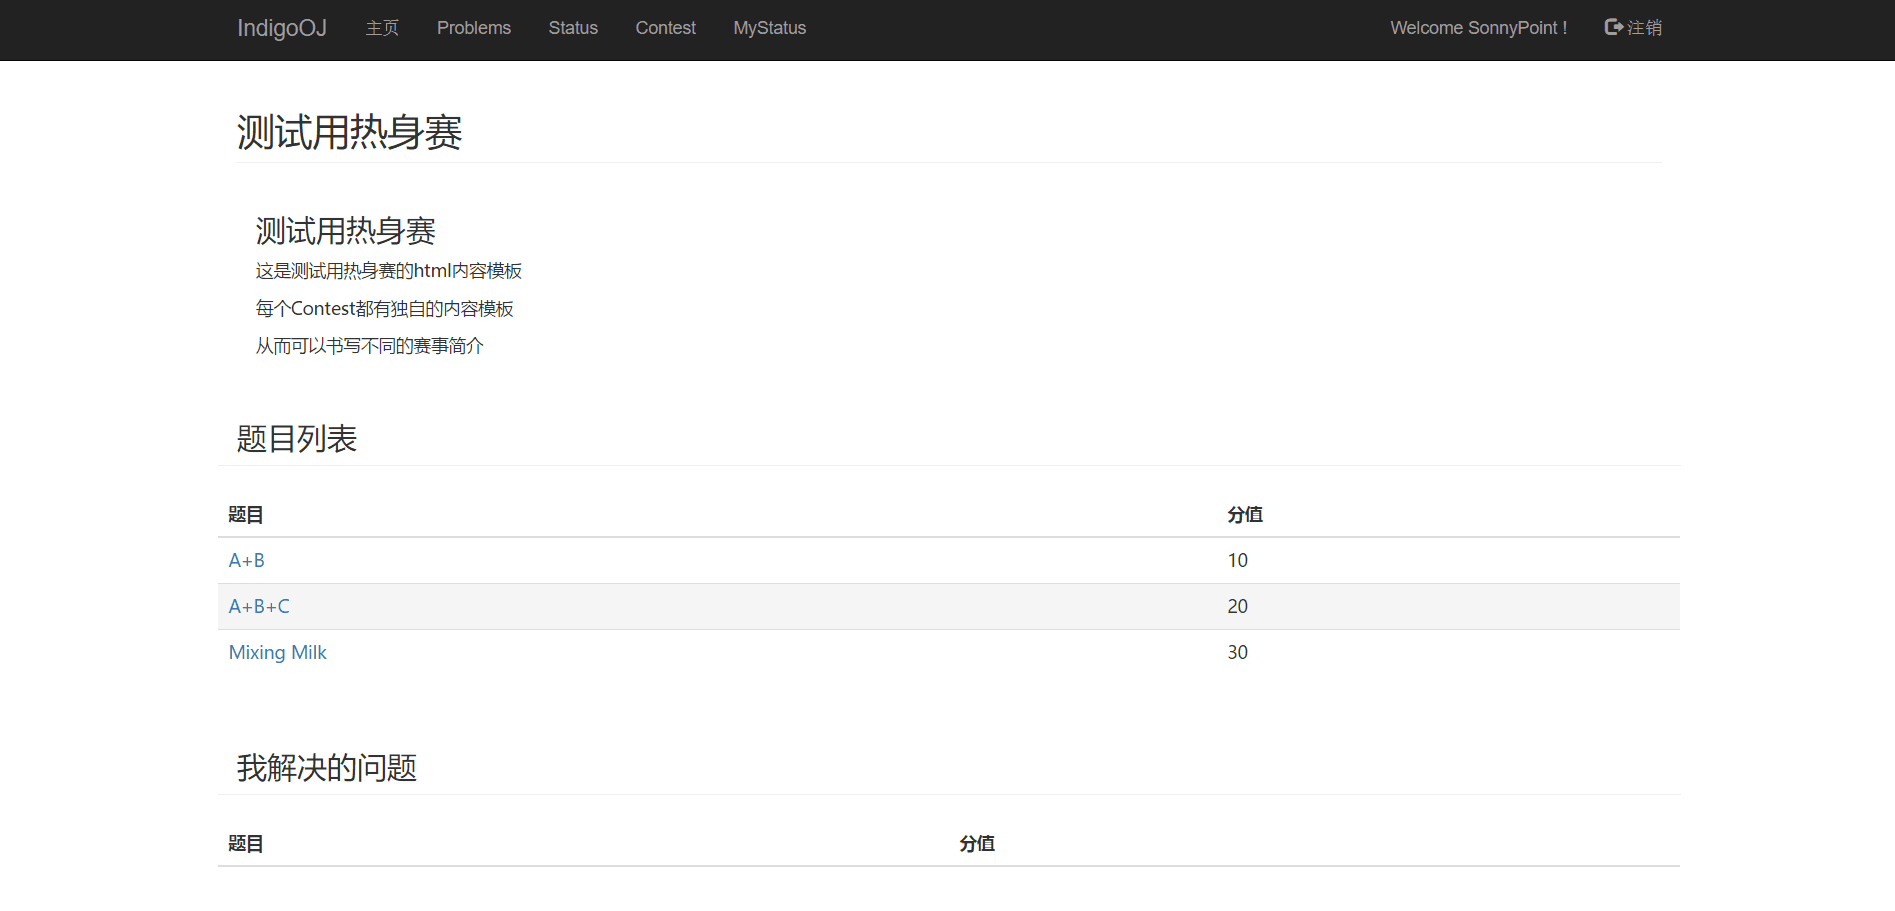 IndigoOJ 主页 Problems Status Contest MyStatus Welcome SonnyPoint ! 注销
测试用热身赛
测试用热身赛
这是测试用热身赛的html内容模板
每个Contest都有独自的内容模板
从而可以书写不同的赛事简介
题目列表
题目 分值
A+B 10
A+B+C 20
Mixing Milk 30
我解决的问题
题目 分值